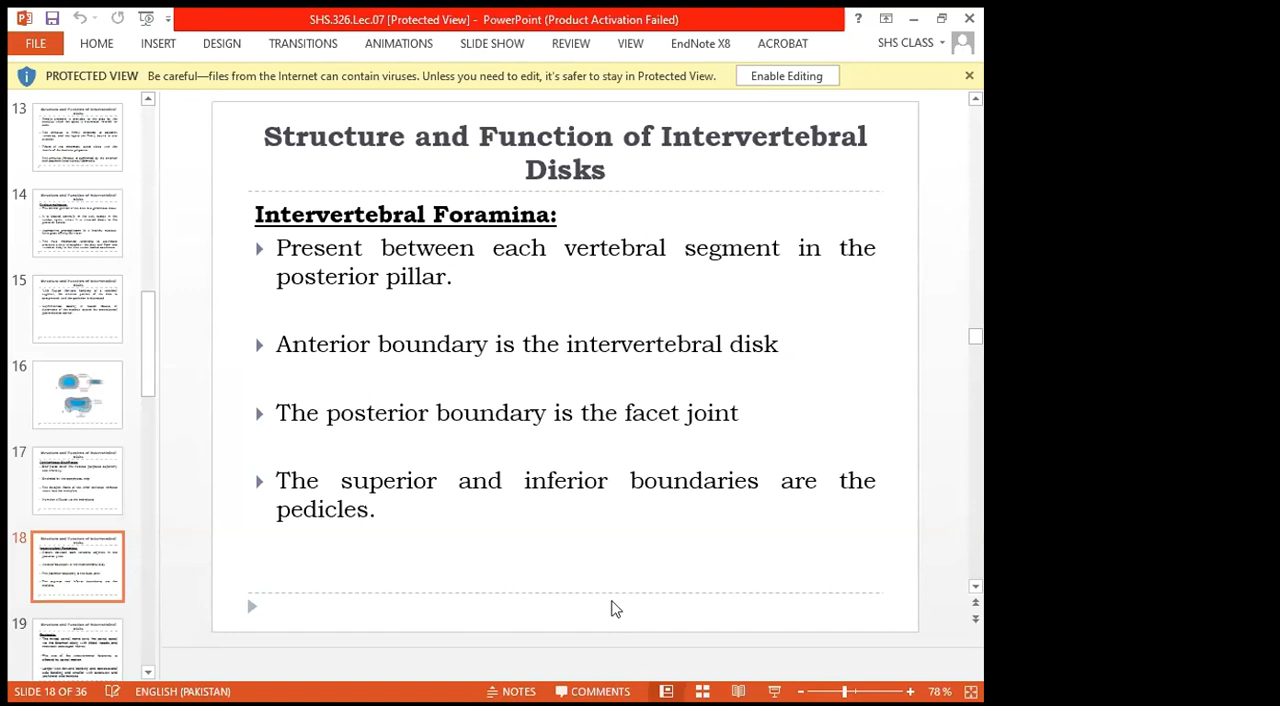 SHS.326.Lec.07 [Protected View] - PowerPoint (Product Activation Failed)
FILE HOME INSERT DESIGN TRANSITIONS ANIMATIONS SLIDE SHOW REVIEW VIEW EndNote X8 ACROBAT SHS CLASS
PROTECTED VIEW Be careful—files from the Internet can contain viruses. Unless you need to edit, it's safer to stay in Protected View. Enable Editing
13
14
15
16
17
18
19
Structure and Function of Intervertebral
Disks
Intervertebral Foramina:
Present between each vertebral segment in the
posterior pillar.
Anterior boundary is the intervertebral disk
The posterior boundary is the facet joint
The superior and inferior boundaries are the
pedicles.
SLIDE 18 OF 36 ENGLISH (PAKISTAN) NOTES COMMENTS 78 %